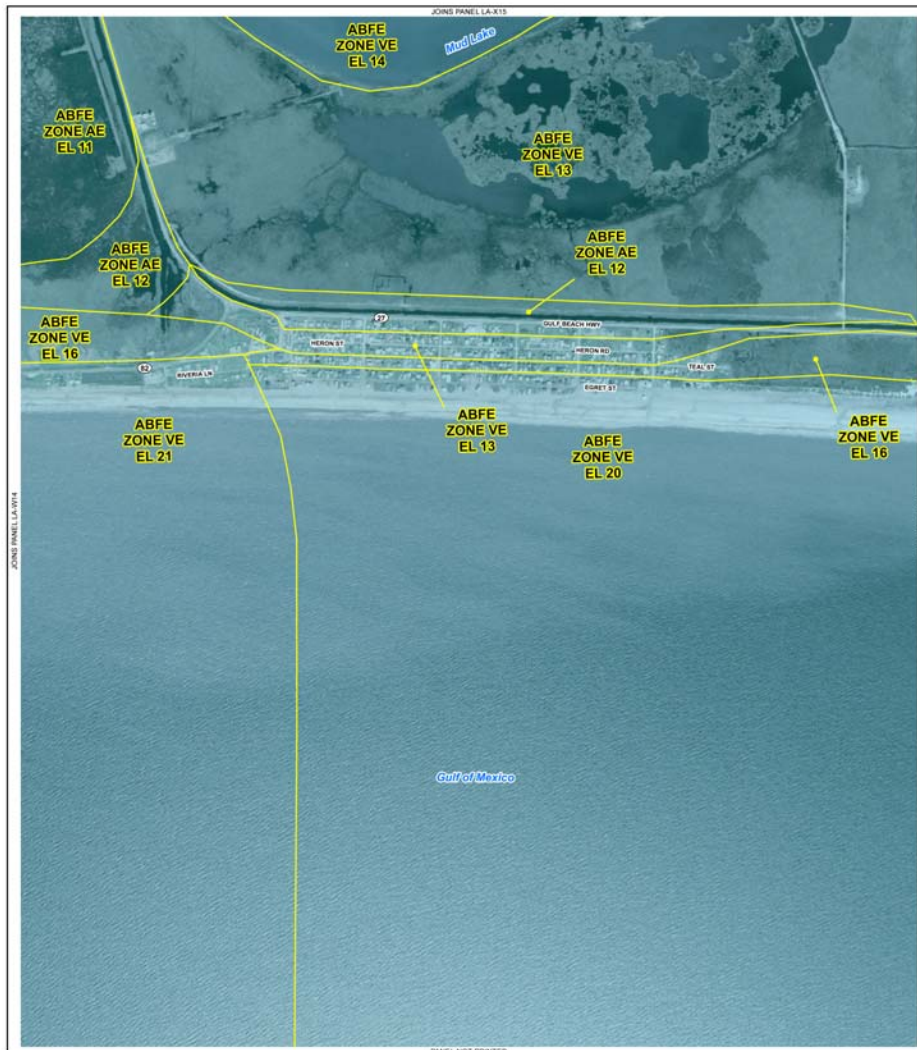 JOINS PANEL LA-X15
ABFE
ZONE VE
EL 14
Mud Lake
ABFE
ZONE AE
EL 11
ABFE
ZONE VE
EL 13
ABFE
ZONE AE
EL 12
ABFE
ZONE AE
EL 12
27
GULF BEACH HWY
ABFE
ZONE VE
EL 16
HERON ST
HERON RD
82
RIVERIA LN
TEAL ST
EGRET ST
ABFE
ZONE VE
EL 21
ABFE
ZONE VE
EL 13
ABFE
ZONE VE
EL 20
ABFE
ZONE VE
EL 16
JOINS PANEL LA-W14
Gulf of Mexico